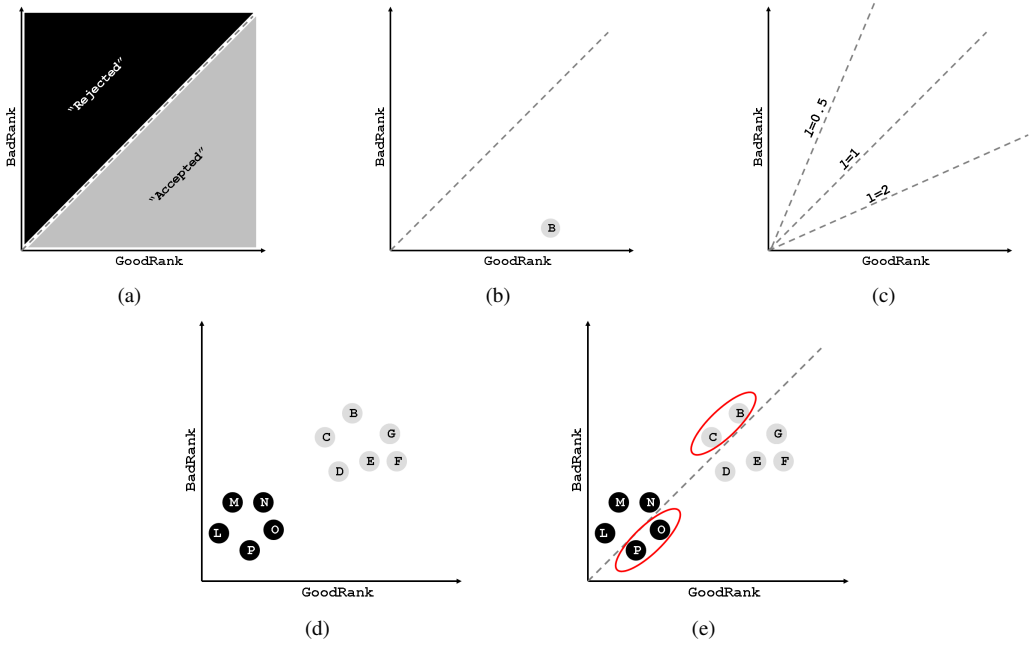 BadRank
“Rejected”
“Accepted”
GoodRank
(a)
BadRank
B
GoodRank
(b)
BadRank
l=0.5
l=1
l=2
GoodRank
(c)
BadRank
B
C
G
D
E
F
M
N
L
O
P
GoodRank
(d)
BadRank
B
C
G
D
E
F
M
N
L
O
P
GoodRank
(e)